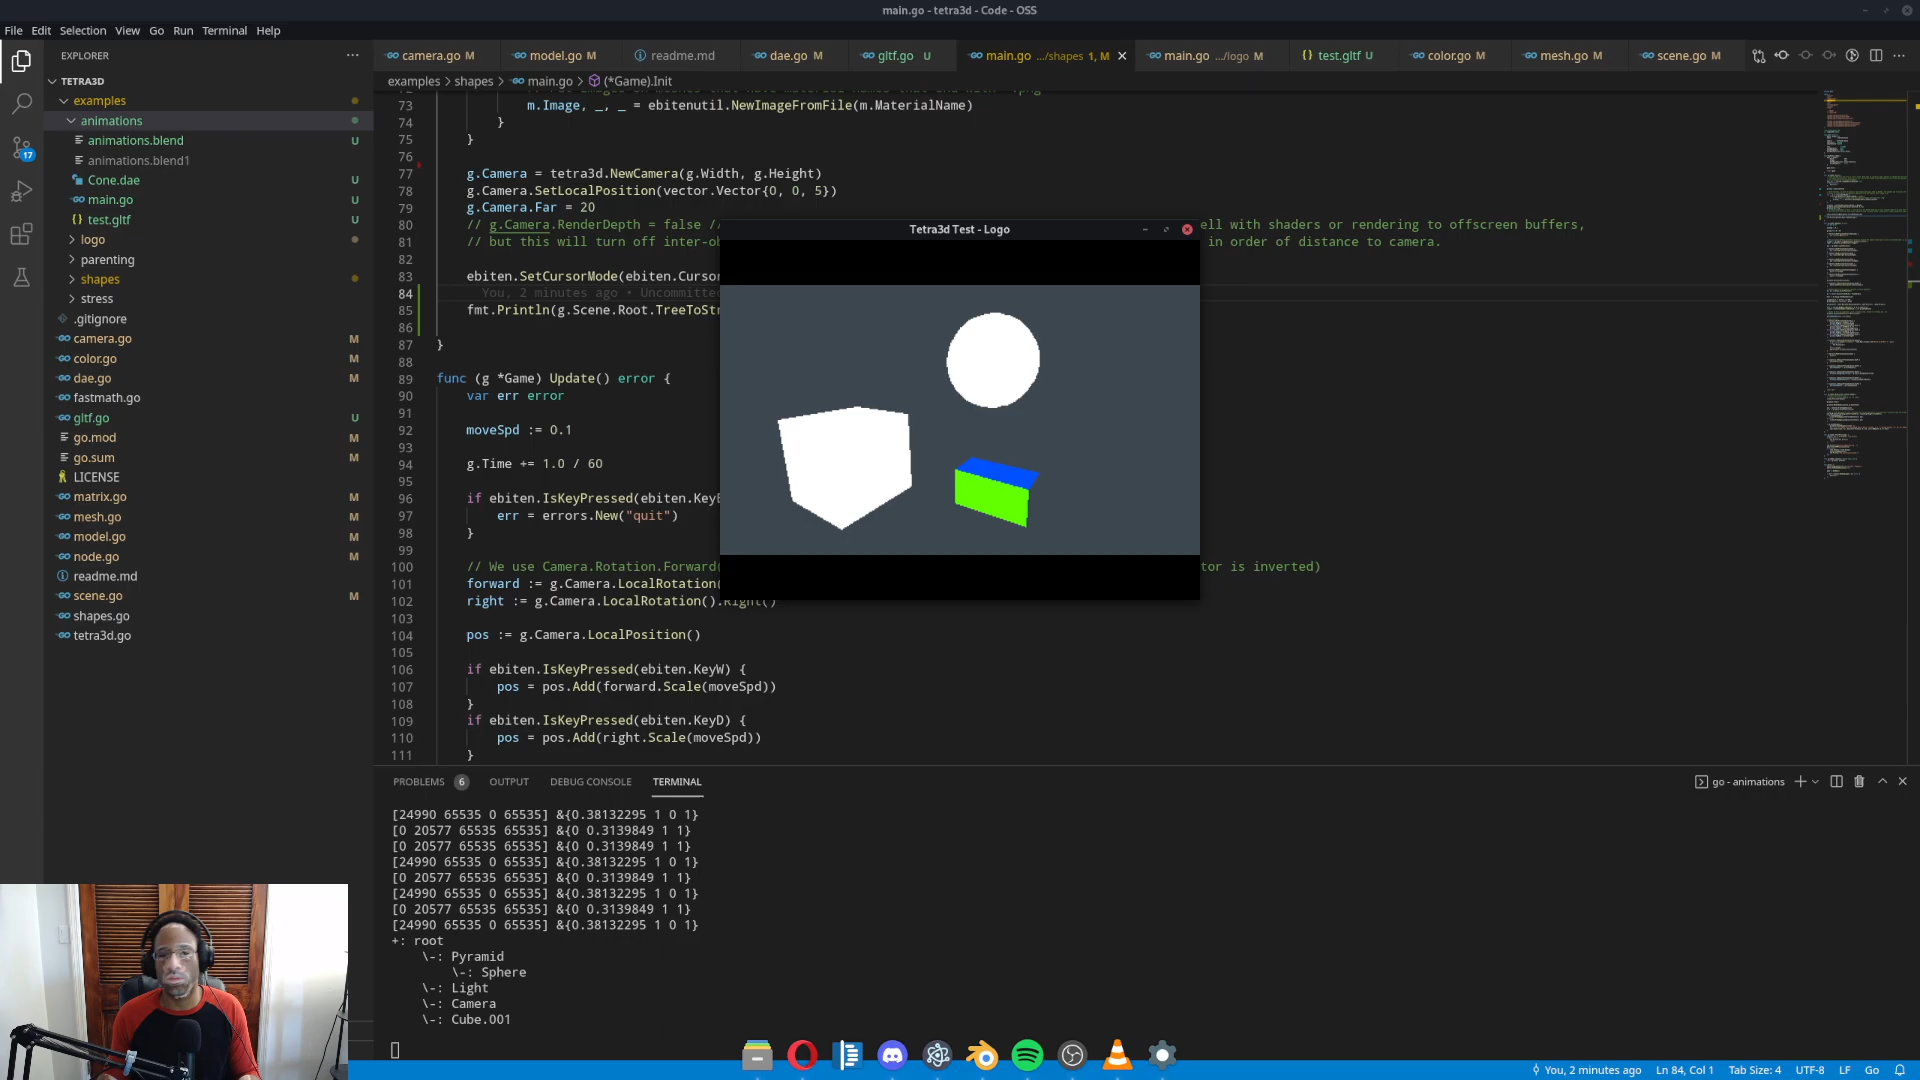 main.go - tetra3d - Code - OSS
File Edit Selection View Go Run Terminal Help
EXPLORER
camera.go M
model.go M
readme.md
dae.go M
gltf.go U
main.go .../shapes 1, M
main.go .../logo M
test.gltf U
color.go M
mesh.go M
scene.go M
TETRA3D
examples > shapes > main.go > (*Game).Init
examples
animations
animations.blend U
animations.blend1
Cone.dae U
main.go U
test.gltf U
logo
parenting
shapes
stress
.gitignore
camera.go M
color.go M
dae.go M
fastmath.go M
gltf.go U
go.mod M
go.sum M
LICENSE
matrix.go M
mesh.go M
model.go M
node.go M
readme.md
scene.go M
shapes.go
tetra3d.go
17
73 m.Image, _, _ = ebitenutil.NewImageFromFile(m.MaterialName)
74 }
75 }
76
77 g.Camera = tetra3d.NewCamera(g.Width, g.Height)
78 g.Camera.SetLocalPosition(vector.Vector{0, 0, 5})
79 g.Camera.Far = 20
80 // g.Camera.RenderDepth = false // ell with shaders or rendering to offscreen buffers,
81 // but this will turn off inter-ob in order of distance to camera.
82
83 ebiten.SetCursorMode(ebiten.Cursor
84 You, 2 minutes ago • Uncommitted
85 fmt.Println(g.Scene.Root.TreeToStr
86
87 }
88
89 func (g *Game) Update() error {
90 var err error
91
92 moveSpd := 0.1
93
94 g.Time += 1.0 / 60
95
96 if ebiten.IsKeyPressed(ebiten.KeyE
97 err = errors.New("quit")
98 }
99
100 // We use Camera.Rotation.Forward( tor is inverted)
101 forward := g.Camera.LocalRotation(
102 right := g.Camera.LocalRotation().Right()
103
104 pos := g.Camera.LocalPosition()
105
106 if ebiten.IsKeyPressed(ebiten.KeyW) {
107 pos = pos.Add(forward.Scale(moveSpd))
108 }
109 if ebiten.IsKeyPressed(ebiten.KeyD) {
110 pos = pos.Add(right.Scale(moveSpd))
111 }
Tetra3d Test - Logo
PROBLEMS 6 OUTPUT DEBUG CONSOLE TERMINAL
go - animations
[24990 65535 0 65535] &{0.38132295 1 0 1}
[0 20577 65535 65535] &{0 0.3139849 1 1}
[0 20577 65535 65535] &{0 0.3139849 1 1}
[24990 65535 0 65535] &{0.38132295 1 0 1}
[0 20577 65535 65535] &{0 0.3139849 1 1}
[24990 65535 0 65535] &{0.38132295 1 0 1}
[0 20577 65535 65535] &{0 0.3139849 1 1}
[24990 65535 0 65535] &{0.38132295 1 0 1}
+: root
\-: Pyramid
\-: Sphere
\-: Light
\-: Camera
\-: Cube.001
You, 2 minutes ago Ln 84, Col 1 Tab Size: 4 UTF-8 LF Go